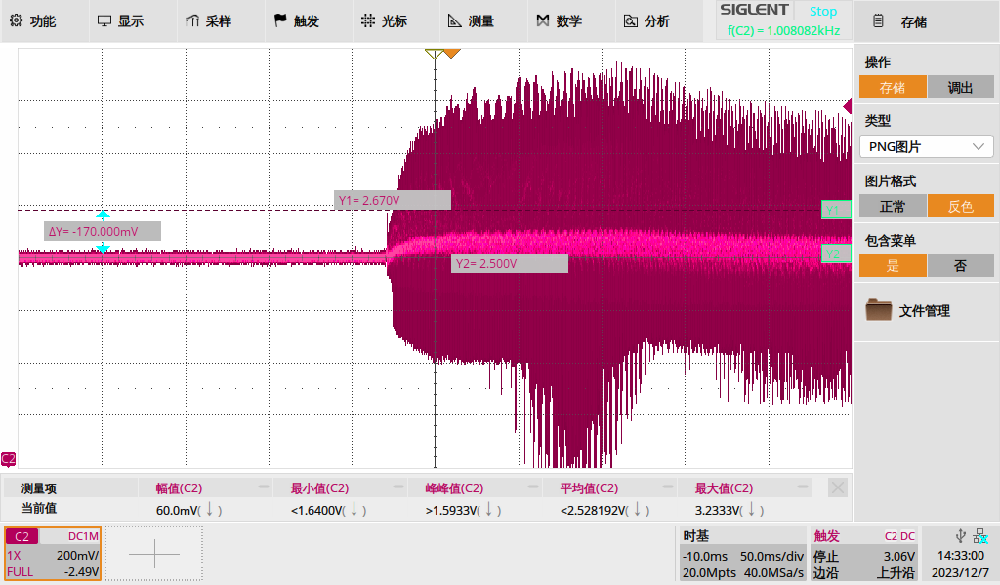 功能
显示
采样
触发
光标
测量
数学
分析
SIGLENT
Stop
f(C2) = 1.008082kHz
存储
操作
存储
调出
类型
PNG图片
图片格式
正常
反色
包含菜单
是
否
文件管理
Y1= 2.670V
Y1
ΔY= -170.000mV
Y2= 2.500V
Y2
C2
测量项 幅值(C2) 最小值(C2) 峰峰值(C2) 平均值(C2) 最大值(C2)
当前值 60.0mV(↓) <1.6400V(↓) >1.5933V(↓) <2.528192V(↓) 3.2333V(↓)
C2 DC1M
1X 200mV/
FULL -2.49V
时基
-10.0ms 50.0ms/div
20.0Mpts 40.0MSa/s
触发 C2 DC
停止 3.06V
边沿 上升沿
14:33:00
2023/12/7